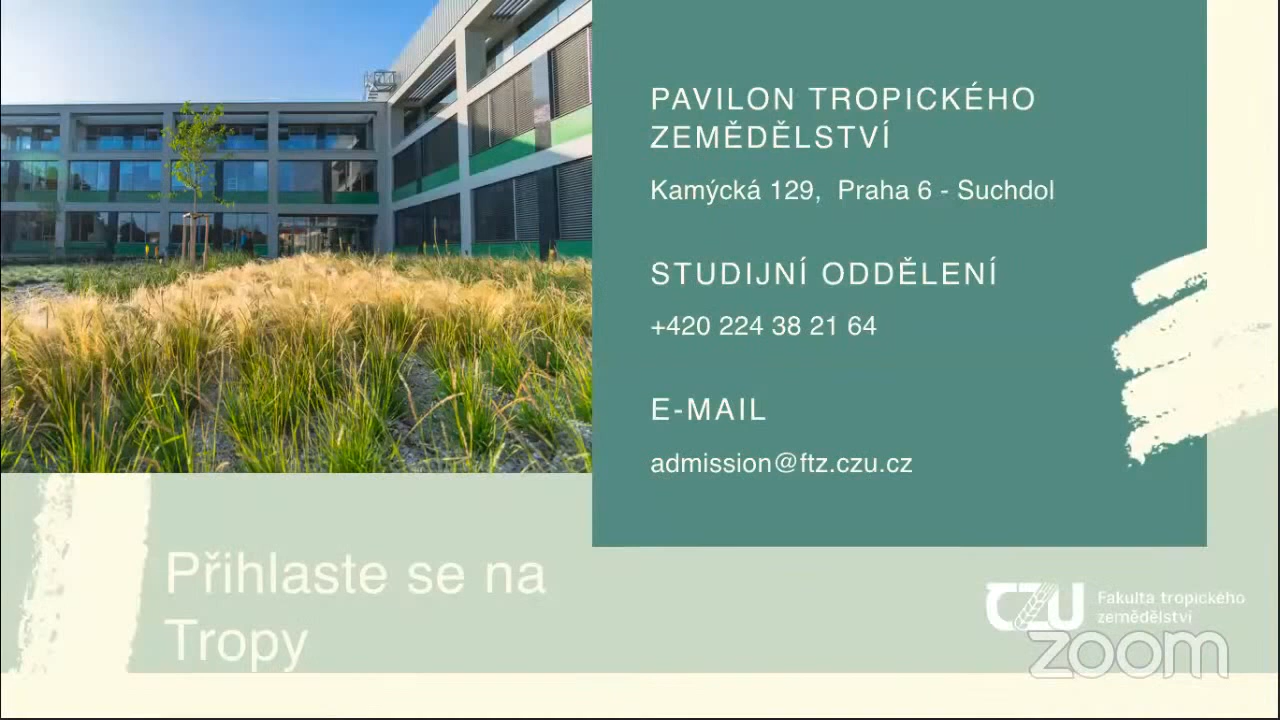 PAVILON TROPICKÉHO
ZEMĚDĚLSTVÍ
Kamýcká 129, Praha 6 - Suchdol
STUDIJNÍ ODDĚLENÍ
+420 224 38 21 64
E-MAIL
admission@ftz.czu.cz
Přihlaste se na
Tropy
CZU
Fakulta tropického
zemědělství
zoom